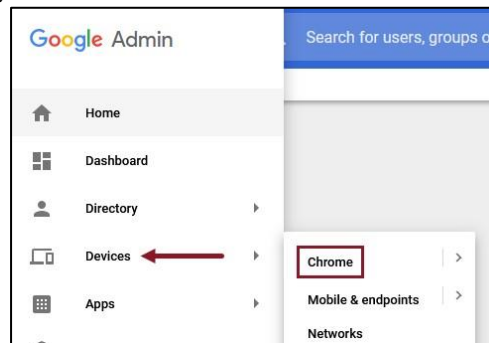 Google Admin
Search for users, groups o
Home
Dashboard
Directory
Devices
Apps
Chrome
Mobile & endpoints
Networks